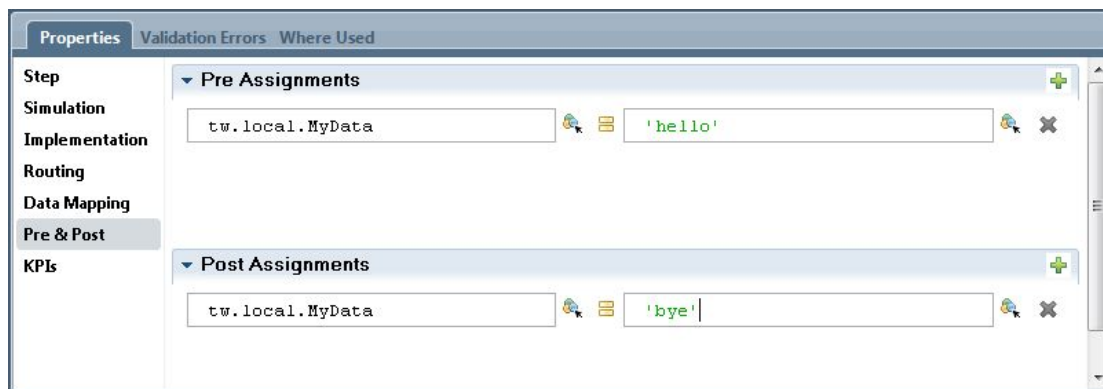 Properties Validation Errors Where Used
Step
Simulation
Implementation
Routing
Data Mapping
Pre & Post
KPIs
Pre Assignments
tw.local.MyData 'hello'
Post Assignments
tw.local.MyData 'bye'